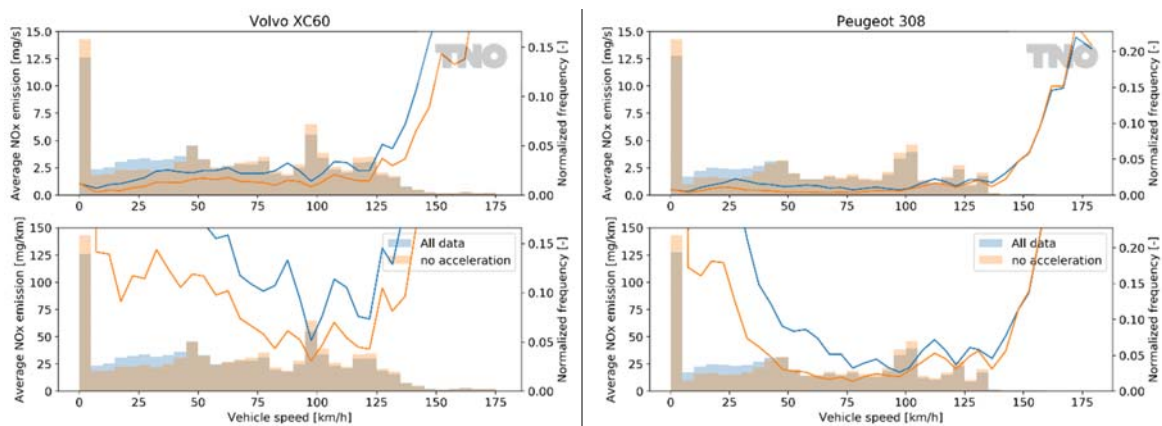 Volvo XC60
Average NOx emission [mg/s]
15.0
12.5
10.0
7.5
5.0
2.5
0.0
TNO
0.15
0.10
0.05
0.00
Normalized frequency [-]
0 25 50 75 100 125 150 175
Average NOx emission [mg/km]
150
125
100
75
50
25
0
All data
no acceleration
0.15
0.10
0.05
0.00
Normalized frequency [-]
0 25 50 75 100 125 150 175
Vehicle speed [km/h]
Peugeot 308
Average NOx emission [mg/s]
15.0
12.5
10.0
7.5
5.0
2.5
0.0
TNO
0.20
0.15
0.10
0.05
0.00
Normalized frequency [-]
0 25 50 75 100 125 150 175
Average NOx emission [mg/km]
150
125
100
75
50
25
0
All data
no acceleration
0.20
0.15
0.10
0.05
0.00
Normalized frequency [-]
0 25 50 75 100 125 150 175
Vehicle speed [km/h]